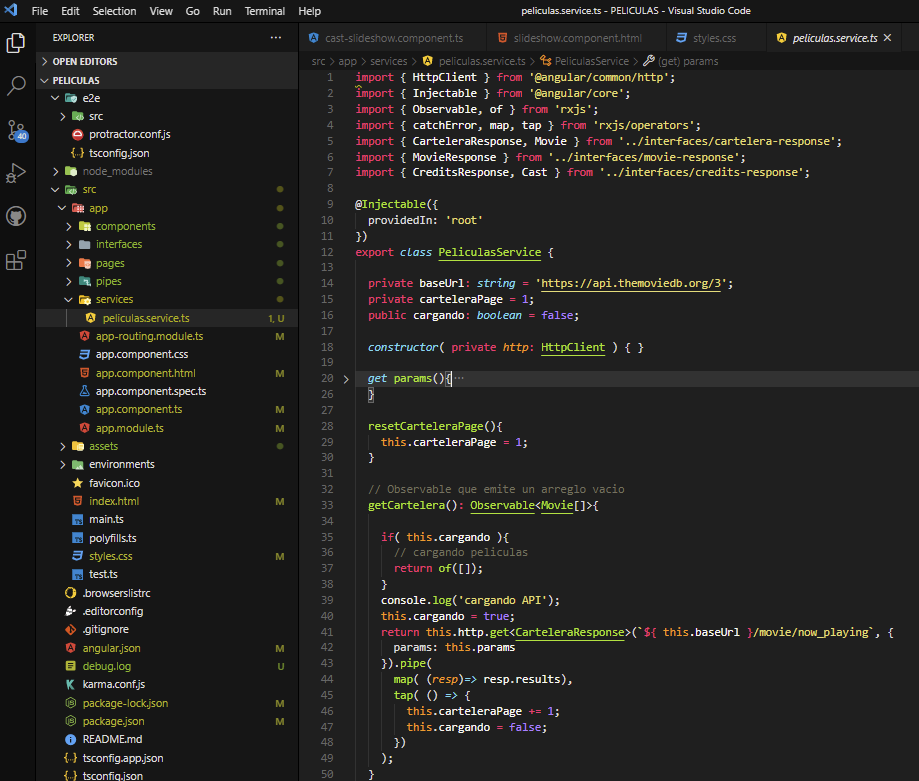 File Edit Selection View Go Run Terminal Help peliculas.service.ts - PELICULAS - Visual Studio Code
EXPLORER ···
OPEN EDITORS
PELICULAS
e2e
src
protractor.conf.js
tsconfig.json
node_modules
src
app
components
interfaces
pages
pipes
services
peliculas.service.ts 1, U
app-routing.module.ts M
app.component.css
app.component.html M
app.component.spec.ts
app.component.ts M
app.module.ts M
assets
environments
favicon.ico
index.html M
main.ts
polyfills.ts
styles.css M
test.ts
.browserslistrc
.editorconfig
.gitignore
angular.json M
debug.log U
karma.conf.js
package-lock.json M
package.json M
README.md
tsconfig.app.json
tsconfig.json
40
cast-slideshow.component.ts slideshow.component.html styles.css peliculas.service.ts
src > app > services > peliculas.service.ts > PeliculasService > (get) params
1 import { HttpClient } from '@angular/common/http';
2 import { Injectable } from '@angular/core';
3 import { Observable, of } from 'rxjs';
4 import { catchError, map, tap } from 'rxjs/operators';
5 import { CarteleraResponse, Movie } from '../interfaces/cartelera-response';
6 import { MovieResponse } from '../interfaces/movie-response';
7 import { CreditsResponse, Cast } from '../interfaces/credits-response';
8
9 @Injectable({
10 providedIn: 'root'
11 })
12 export class PeliculasService {
13
14 private baseUrl: string = 'https://api.themoviedb.org/3';
15 private carteleraPage = 1;
16 public cargando: boolean = false;
17
18 constructor( private http: HttpClient ) { }
19
20 get params(){···
26 }
27
28 resetCarteleraPage(){
29 this.carteleraPage = 1;
30 }
31
32 // Observable que emite un arreglo vacio
33 getCartelera(): Observable<Movie[]>{
34
35 if( this.cargando ){
36 // cargando peliculas
37 return of([]);
38 }
39 console.log('cargando API');
40 this.cargando = true;
41 return this.http.get<CarteleraResponse>(`${ this.baseUrl }/movie/now_playing`, {
42 params: this.params
43 }).pipe(
44 map( (resp)=> resp.results),
45 tap( () => {
46 this.carteleraPage += 1;
47 this.cargando = false;
48 })
49 );
50 }